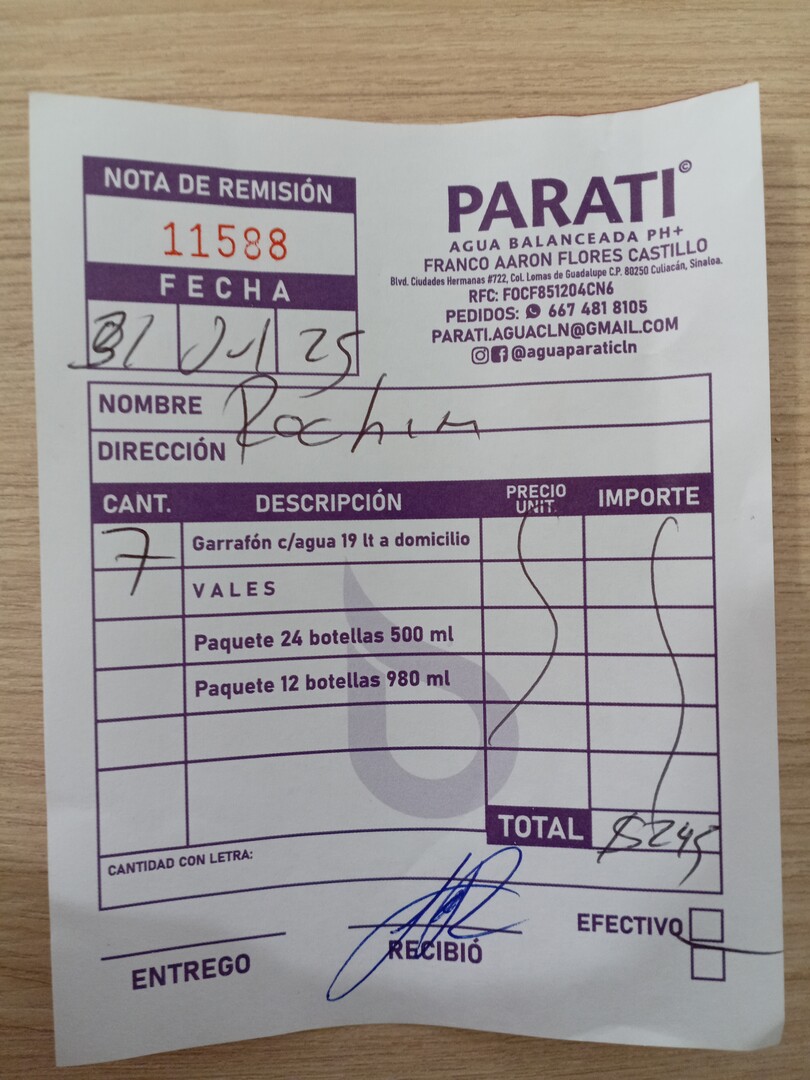 NOTA DE REMISIÓN
11588
FECHA
31 Jul 25
PARATI©
AGUA BALANCEADA PH+
FRANCO AARON FLORES CASTILLO
Blvd. Ciudades Hermanas #722, Col. Lomas de Guadalupe C.P. 80250 Culiacán, Sinaloa.
RFC: FOCF851204CN6
PEDIDOS: 667 481 8105
PARATI.AGUACLN@GMAIL.COM
@aguaparaticln
NOMBRE Rochin
DIRECCIÓN
CANT. DESCRIPCIÓN PRECIO UNIT. IMPORTE
7 Garrafón c/agua 19 lt a domicilio
VALES
Paquete 24 botellas 500 ml
Paquete 12 botellas 980 ml
TOTAL $245
CANTIDAD CON LETRA:
ENTREGO
RECIBIÓ
EFECTIVO